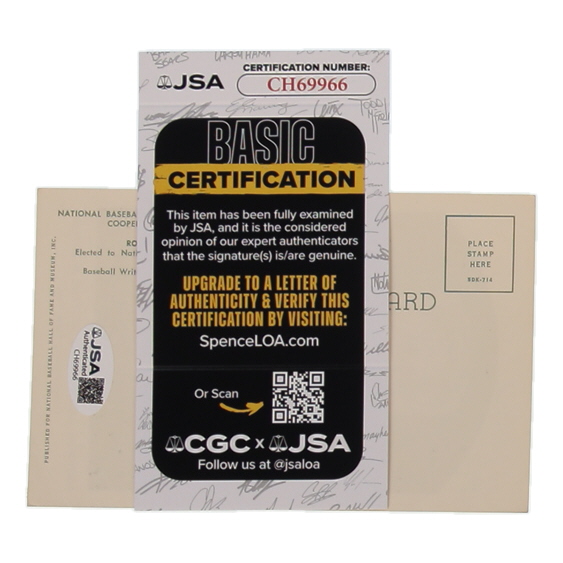 JSA
CERTIFICATION NUMBER:
CH69966
BASIC
CERTIFICATION
This item has been fully examined
by JSA, and it is the considered
opinion of our expert authenticators
that the signature(s) is/are genuine.
UPGRADE TO A LETTER OF
AUTHENTICITY & VERIFY THIS
CERTIFICATION BY VISITING:
SpenceLOA.com
Or Scan
CGC x JSA
Follow us at @jsaloa
NATIONAL BASEBA
COOPE
RO
Elected to Nat
Baseball Writ
PUBLISHED FOR NATIONAL BASEBALL HALL OF FAME AND MUSEUM, INC.
JSA
Authenticated
CH69966
ARD
PLACE
STAMP
HERE